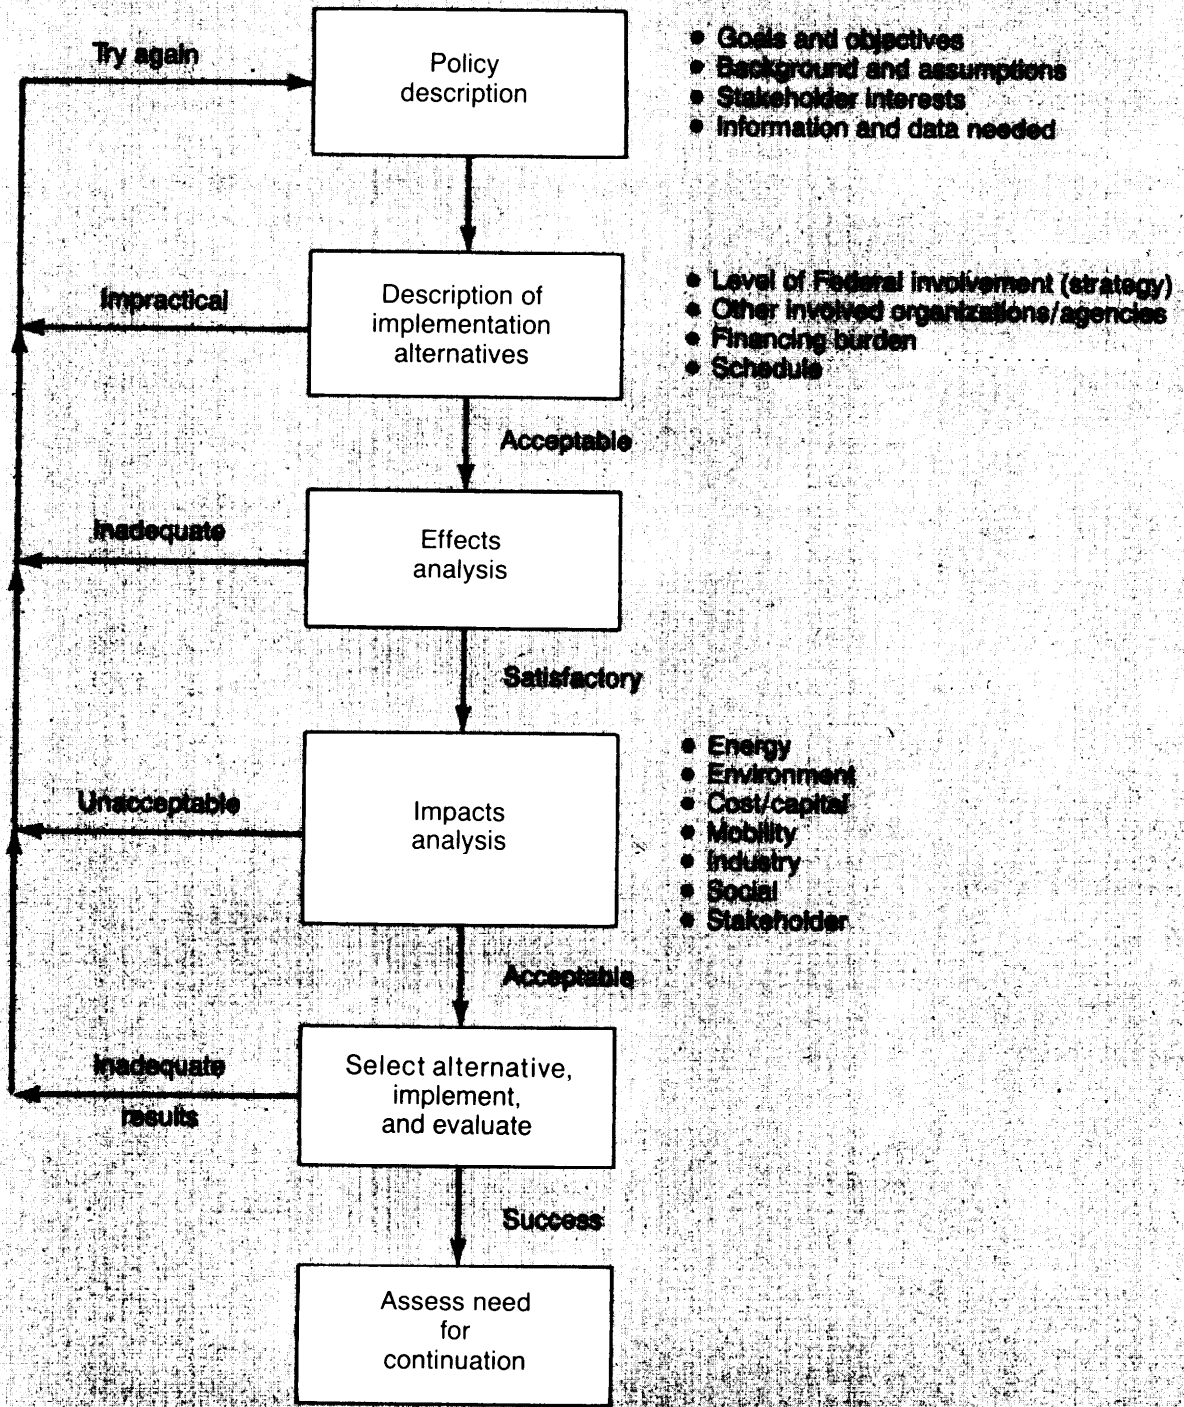 Try again
Policy
description
• Goals and objectives
• Background and assumptions
• Stakeholder interests
• Information and data needed
Impractical
Description of
implementation
alternatives
• Level of Federal involvement (strategy)
• Other involved organizations/agencies
• Financing burden
• Schedule
Acceptable
Inadequate
Effects
analysis
Satisfactory
Unacceptable
Impacts
analysis
• Energy
• Environment
• Cost/capital
• Mobility
• Industry
• Social
• Stakeholder
Acceptable
Inadequate
results
Select alternative,
implement,
and evaluate
Success
Assess need
for
continuation